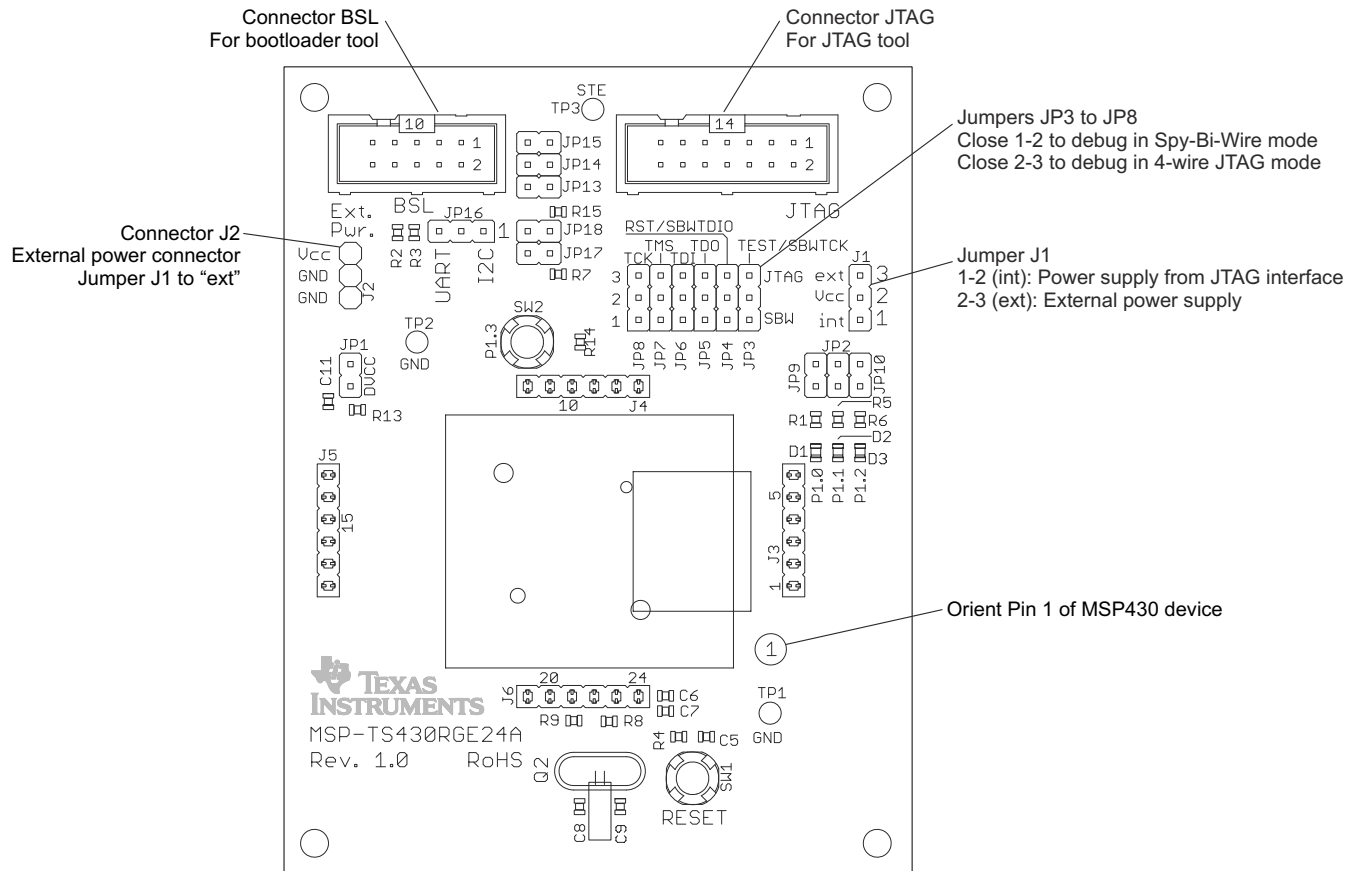 Connector BSL
For bootloader tool
Connector JTAG
For JTAG tool
Jumpers JP3 to JP8
Close 1-2 to debug in Spy-Bi-Wire mode
Close 2-3 to debug in 4-wire JTAG mode
Connector J2
External power connector
Jumper J1 to “ext”
Jumper J1
1-2 (int): Power supply from JTAG interface
2-3 (ext): External power supply
Orient Pin 1 of MSP430 device
STE
TP3
10
1
2
14
1
2
JP15
JP14
JP13
R15
JP18
JP17
R7
Ext.
Pwr.
Vcc
GND
GND
J2
BSL
R2
R3
JP16
1
UART
I2C
JTAG
RST/SBWTDIO
TMS
TDO
TEST/SBWTCK
TCK
TDI
3
2
1
JTAG
SBW
JP8
JP7
JP6
JP5
JP4
JP3
J1
ext
3
Vcc
2
int
1
TP2
GND
SW2
P1.3
R14
JP1
DVCC
C11
R13
10
J4
JP2
JP9
JP10
R5
R1
R6
D2
D1
D3
P1.0
P1.1
P1.2
J5
15
5
J3
1
1
TEXAS
INSTRUMENTS
MSP-TS430RGE24A
Rev. 1.0
RoHS
20
24
J6
C6
C7
R9
R8
TP1
GND
R4
C5
Q2
SW1
RESET
C8
C9